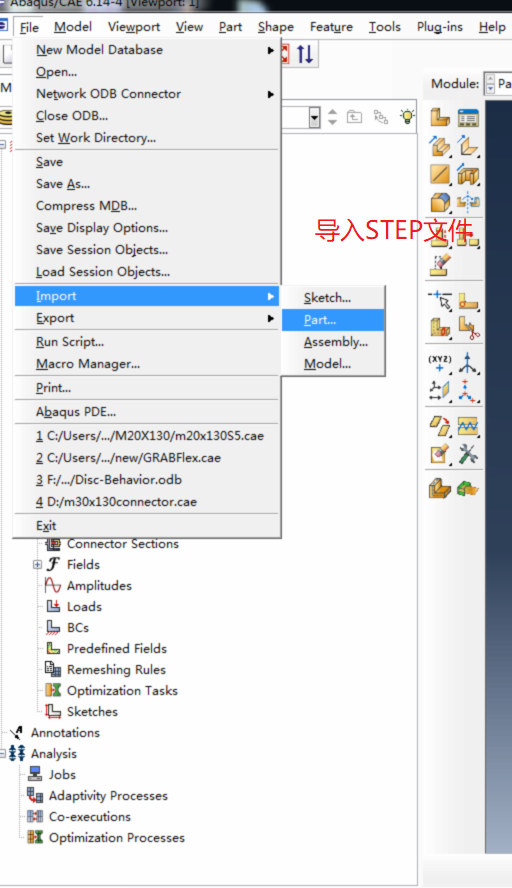 Abaqus/CAE 6.14-4 [Viewport: 1]
File Model Viewport View Part Shape Feature Tools Plug-ins Help
New Model Database
Open...
Network ODB Connector
Close ODB...
Set Work Directory...
Save
Save As...
Compress MDB...
Save Display Options...
Save Session Objects...
Load Session Objects...
Import
Export
Run Script...
Macro Manager...
Print...
Abaqus PDE...
1 C:/Users/.../M20X130/m20x130S5.cae
2 C:/Users/.../new/GRABFlex.cae
3 F:/.../Disc-Behavior.odb
4 D:/m30x130connector.cae
Exit
Sketch...
Part...
Assembly...
Model...
Module: Pa
导入STEP文件
(XYZ)
Connector Sections
Fields
Amplitudes
Loads
BCs
Predefined Fields
Remeshing Rules
Optimization Tasks
Sketches
Annotations
Analysis
Jobs
Adaptivity Processes
Co-executions
Optimization Processes